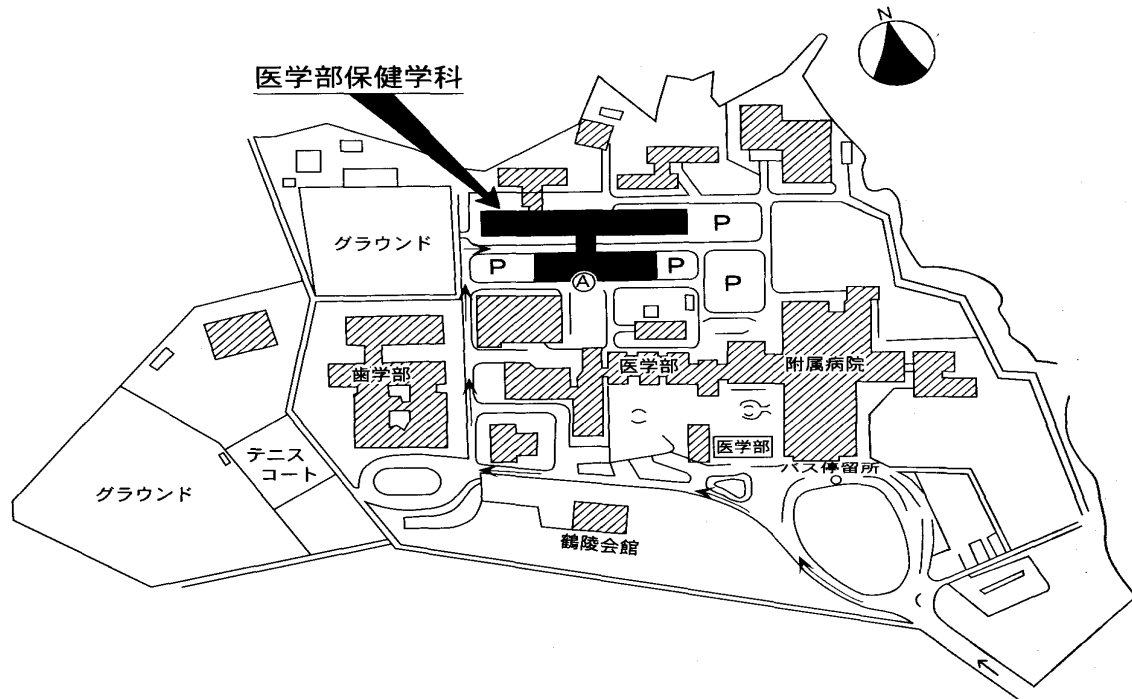 N
医学部保健学科
グラウンド
P
P
P
P
A
歯学部
医学部
附属病院
医学部
バス停留所
テニス
コート
グラウンド
鶴陵会館